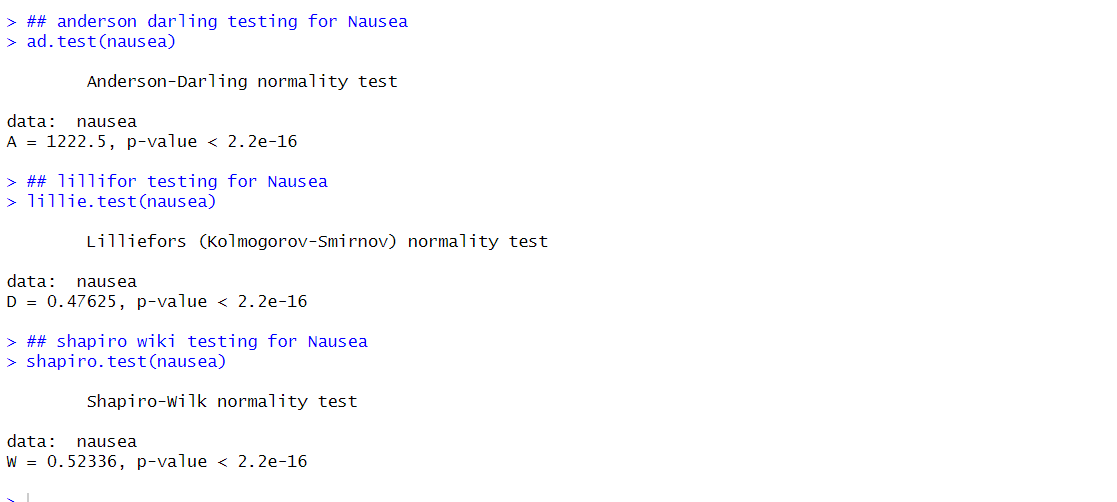 > ## anderson darling testing for Nausea
> ad.test(nausea)
Anderson-Darling normality test
data:  nausea
A = 1222.5, p-value < 2.2e-16
> ## lillifor testing for Nausea
> lillie.test(nausea)
Lilliefors (Kolmogorov-Smirnov) normality test
data:  nausea
D = 0.47625, p-value < 2.2e-16
> ## shapiro wiki testing for Nausea
> shapiro.test(nausea)
Shapiro-Wilk normality test
data:  nausea
W = 0.52336, p-value < 2.2e-16
>